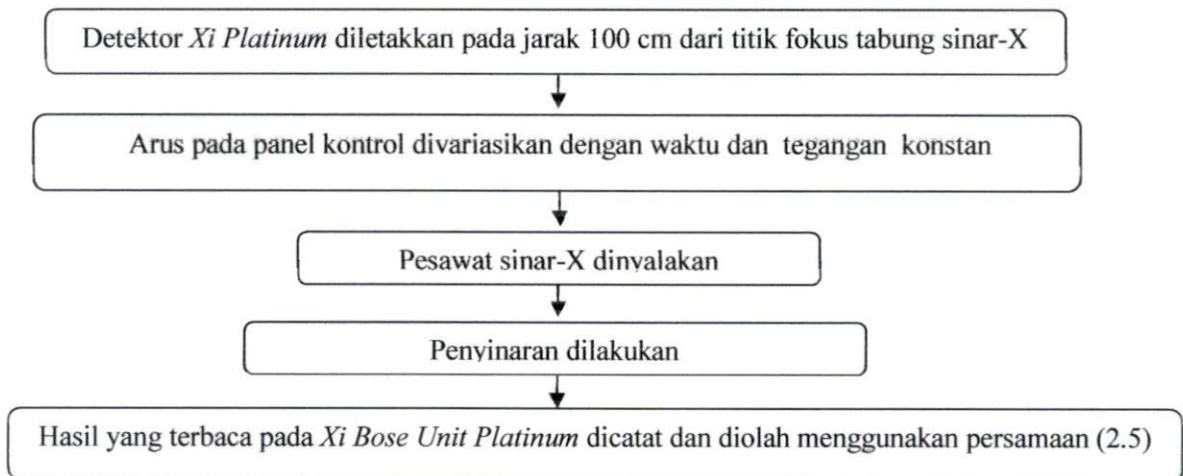 Detektor Xi Platinum diletakkan pada jarak 100 cm dari titik fokus tabung sinar-X
Arus pada panel kontrol divariasikan dengan waktu dan tegangan konstan
Pesawat sinar-X dinyalakan
Penyinaran dilakukan
Hasil yang terbaca pada Xi Bose Unit Platinum dicatat dan diolah menggunakan persamaan (2.5)